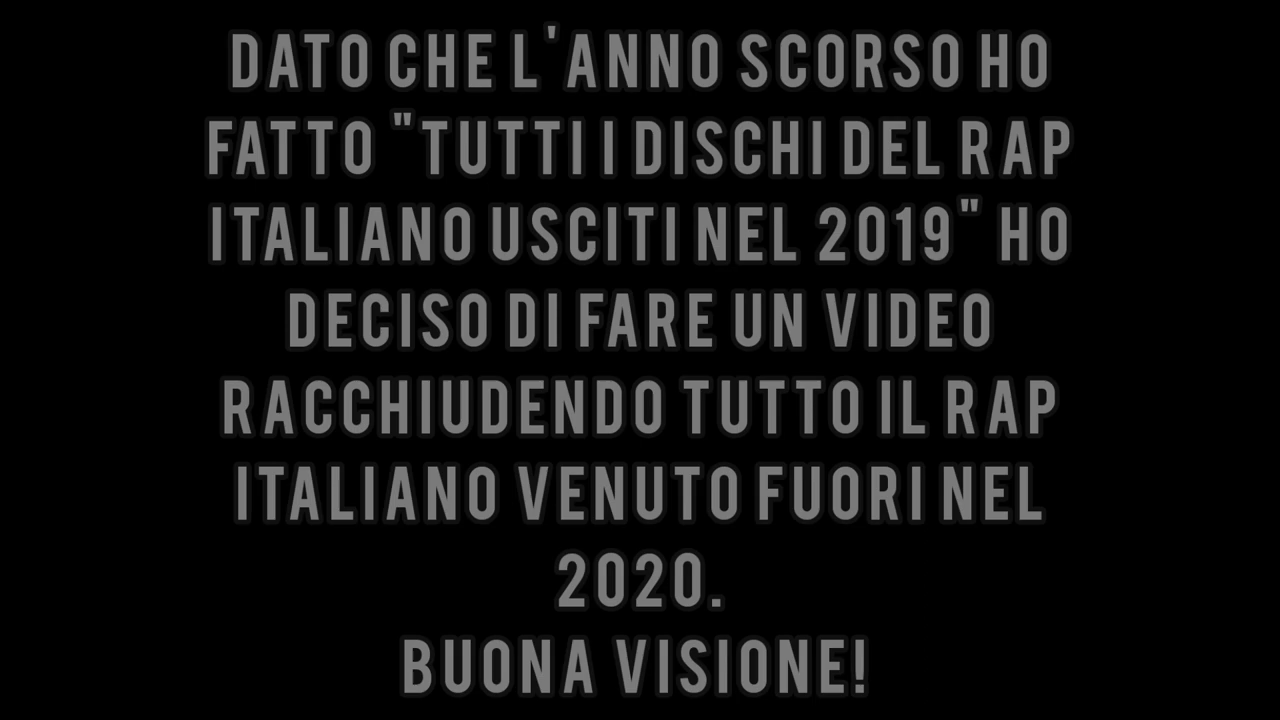 DATO CHE L'ANNO SCORSO HO
FATTO "TUTTI I DISCHI DEL RAP
ITALIANO USCITI NEL 2019" HO
DECISO DI FARE UN VIDEO
RACCHIUDENDO TUTTO IL RAP
ITALIANO VENUTO FUORI NEL
2020.
BUONA VISIONE!